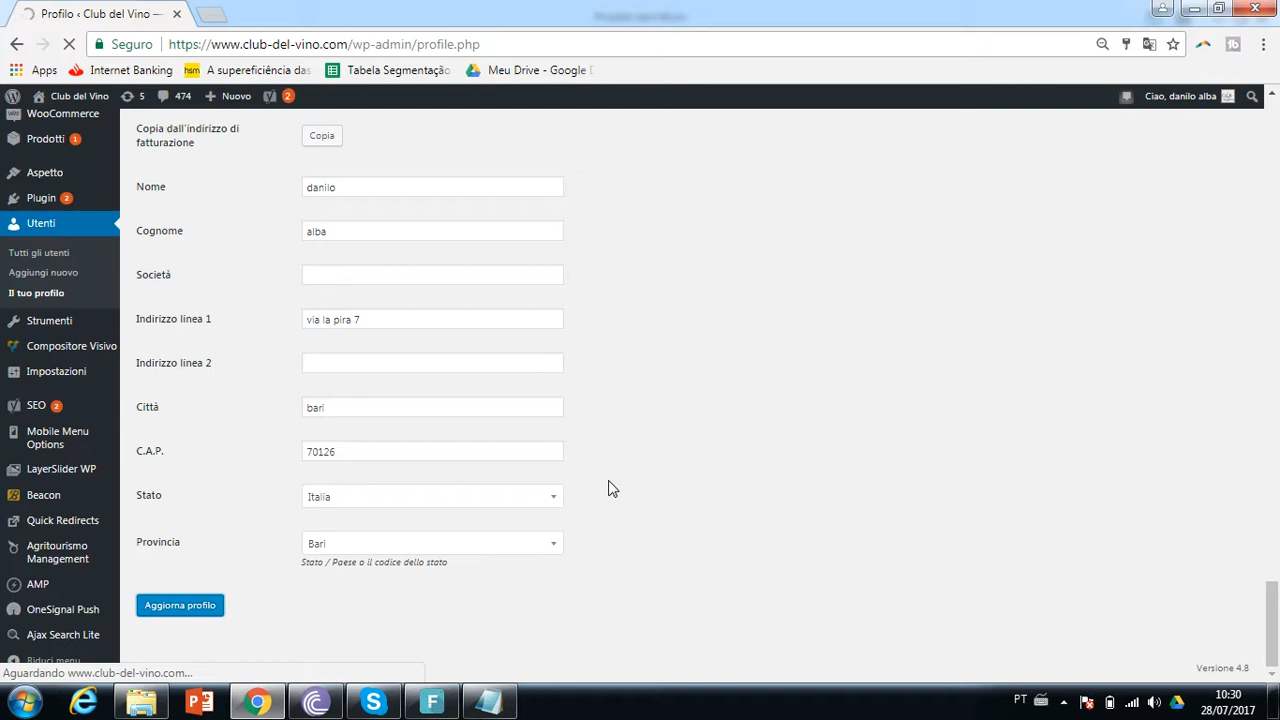 Profilo ‹ Club del Vino —
Seguro https://www.club-del-vino.com/wp-admin/profile.php
Apps Internet Banking hsm A supereficiência das Tabela Segmentação Meu Drive - Google
Club del Vino 5 474 Nuovo 2 Ciao, danilo alba
WooCommerce
Prodotti 1
Aspetto
Plugin 2
Utenti
Tutti gli utenti
Aggiungi nuovo
Il tuo profilo
Strumenti
Compositore Visivo
Impostazioni
SEO 2
Mobile Menu
Options
LayerSlider WP
Beacon
Quick Redirects
Agritourismo
Management
AMP
OneSignal Push
Ajax Search Lite
Riduci menu
Copia dall'indirizzo di
fatturazione
Copia
Nome danilo
Cognome alba
Società
Indirizzo linea 1 via la pira 7
Indirizzo linea 2
Città bari
C.A.P. 70126
Stato Italia
Provincia Bari
Stato / Paese o il codice dello stato
Aggiorna profilo
Versione 4.8
Aguardando www.club-del-vino.com...
PT
10:30
28/07/2017